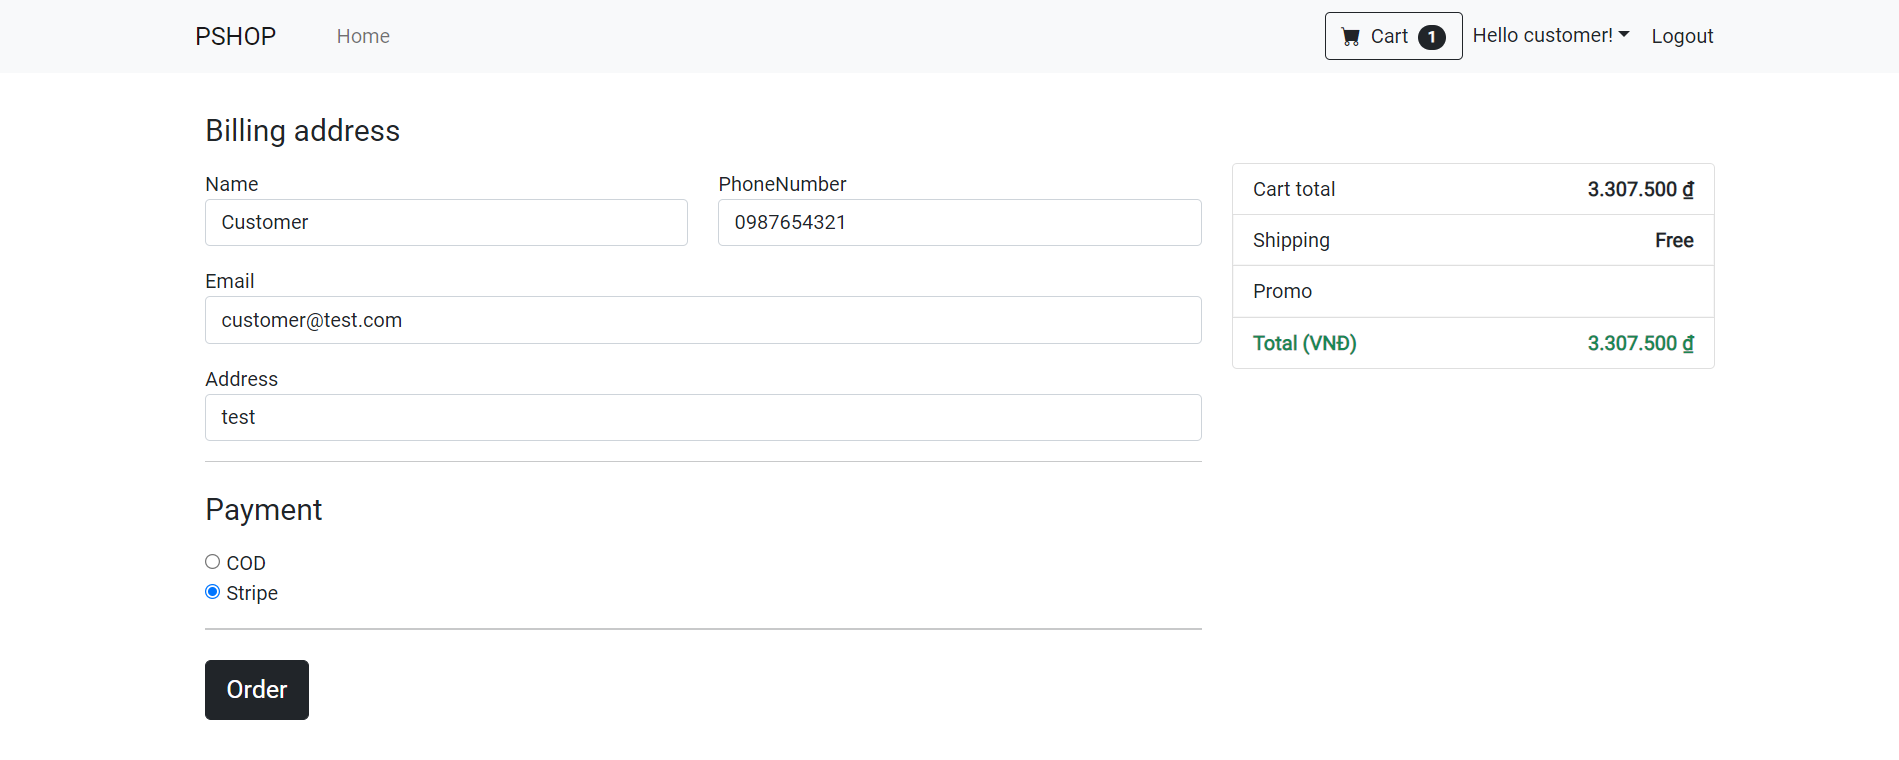 PSHOP Home Cart 1 Hello customer! Logout
Billing address
Name PhoneNumber
Customer 0987654321
Email
customer@test.com
Address
test
Cart total 3.307.500 ₫
Shipping Free
Promo
Total (VNĐ) 3.307.500 ₫
Payment
COD
Stripe
Order